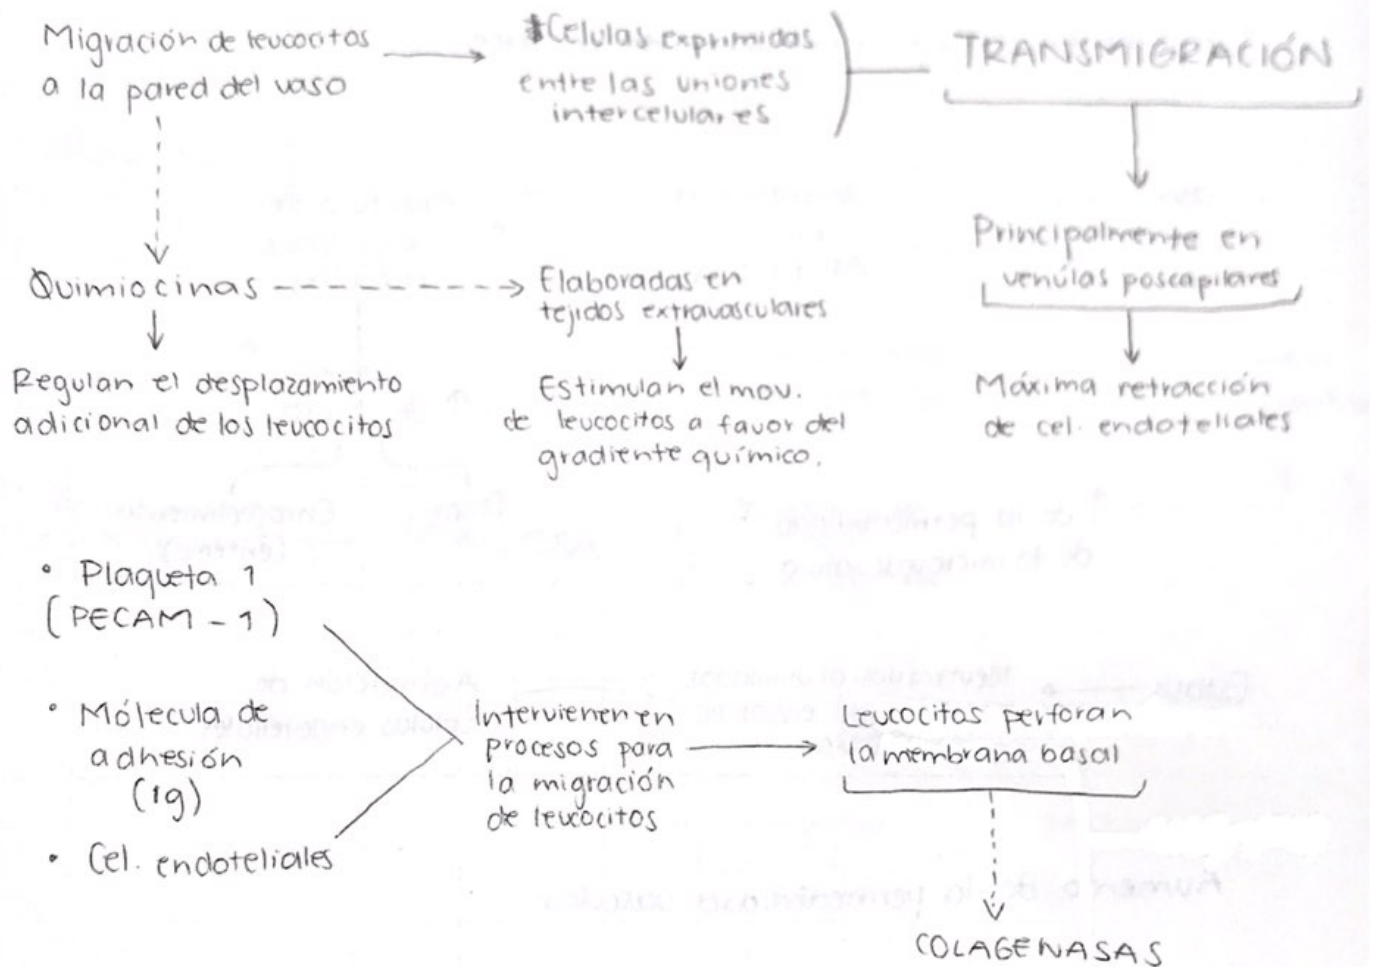 Migración de leucocitos
a la pared del vaso
Celulas exprimidas
entre las uniones
intercelulares
TRANSMIGRACIÓN
Principalmente en
venúlas poscapilares
Máxima retracción
de cel. endoteliales
Quimiocinas
Elaboradas en
tejidos extravasculares
Regulan el desplazamiento
adicional de los leucocitos
Estimulan el mov.
de leucocitos a favor del
gradiente químico.
• Plaqueta 1
(PECAM-1)
• Mólecula de
adhesión
(Ig)
• Cel. endoteliales
Intervienen en
procesos para
la migración
de leucocitos
Leucocitos perforan
la membrana basal
COLAGENASAS